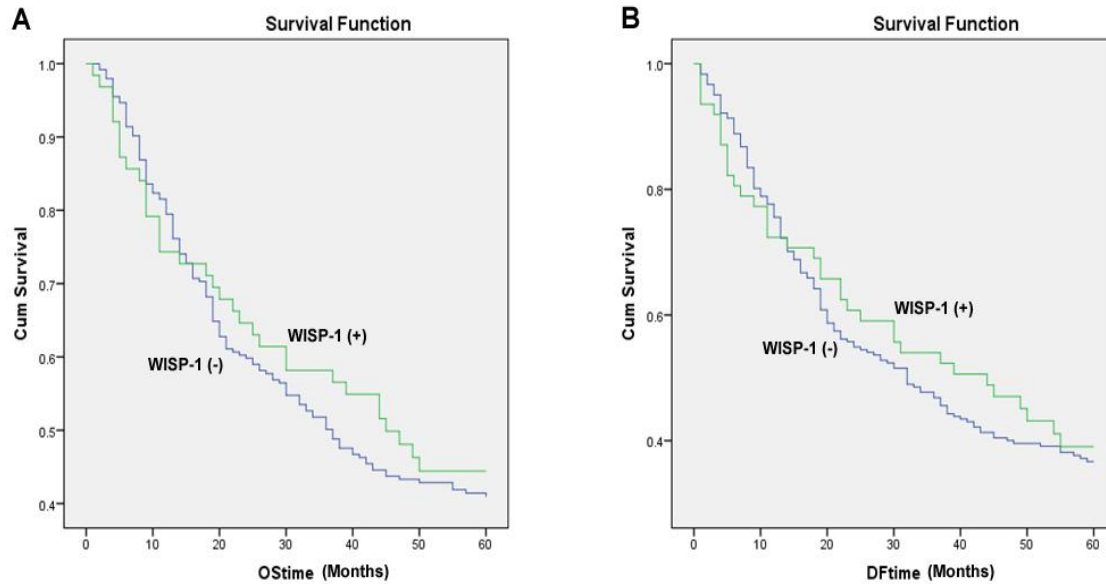 A
Survival Function
1.0
0.9
0.8
0.7
0.6
0.5
0.4
Cum Survival
WISP-1 (+)
WISP-1 (-)
0 10 20 30 40 50 60
OStime (Months)
B
Survival Function
1.0
0.8
0.6
0.4
Cum Survival
WISP-1 (+)
WISP-1 (-)
0 10 20 30 40 50 60
DFtime (Months)